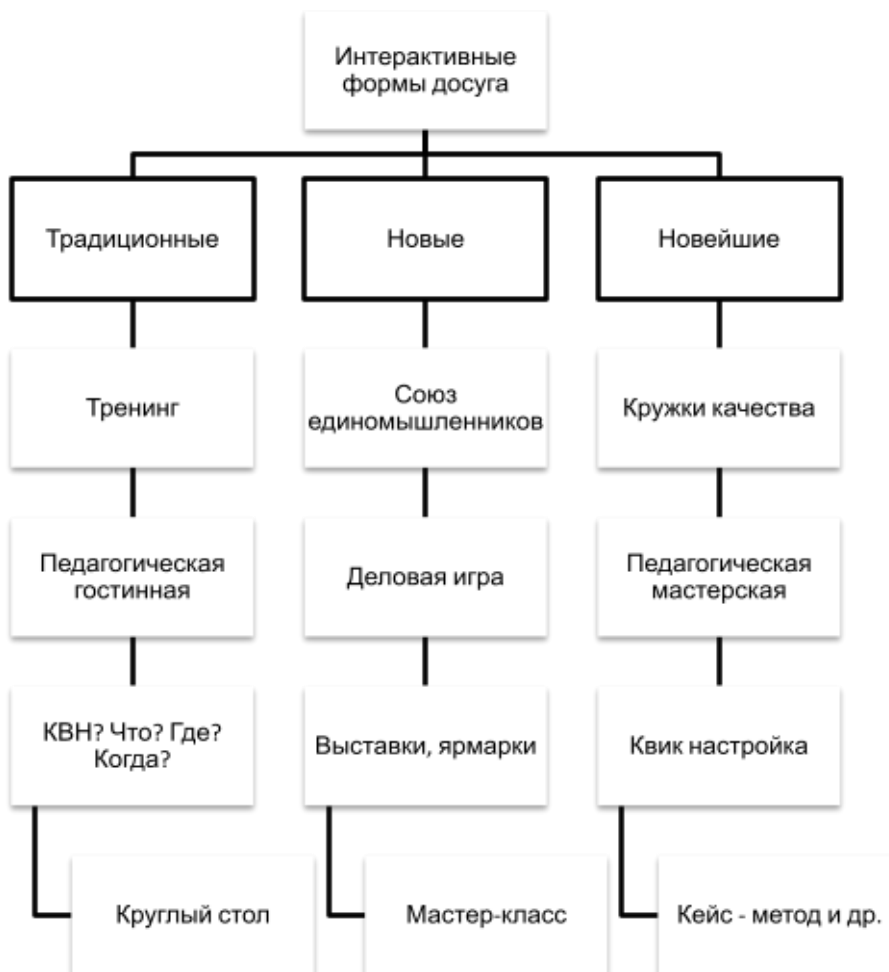 Интерактивные
формы досуга
Традиционные
Новые
Новейшие
Тренинг
Союз
единомышленников
Кружки качества
Педагогическая
гостинная
Деловая игра
Педагогическая
мастерская
КВН? Что? Где?
Когда?
Выставки, ярмарки
Квик настройка
Круглый стол
Мастер-класс
Кейс - метод и др.